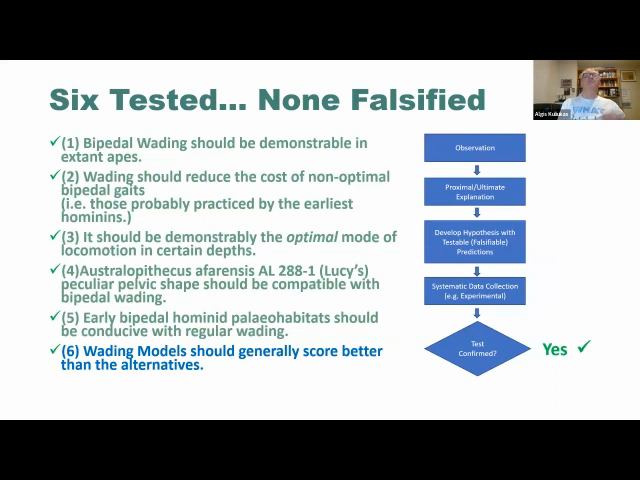 Six Tested... None Falsified
✓(1) Bipedal Wading should be demonstrable in
extant apes.
✓(2) Wading should reduce the cost of non-optimal
bipedal gaits
(i.e. those probably practiced by the earliest
hominins.)
✓(3) It should be demonstrably the optimal mode of
locomotion in certain depths.
✓(4)Australopithecus afarensis AL 288-1 (Lucy's)
peculiar pelvic shape should be compatible with
bipedal wading.
✓(5) Early bipedal hominid palaeohabitats should
be conducive with regular wading.
✓(6) Wading Models should generally score better
than the alternatives.
Observation
Proximal/Ultimate
Explanation
Develop Hypothesis with
Testable (Falsifiable)
Predictions
Systematic Data Collection
(e.g. Experimental)
Test
Confirmed?
Yes ✓
Algis Kuliukas